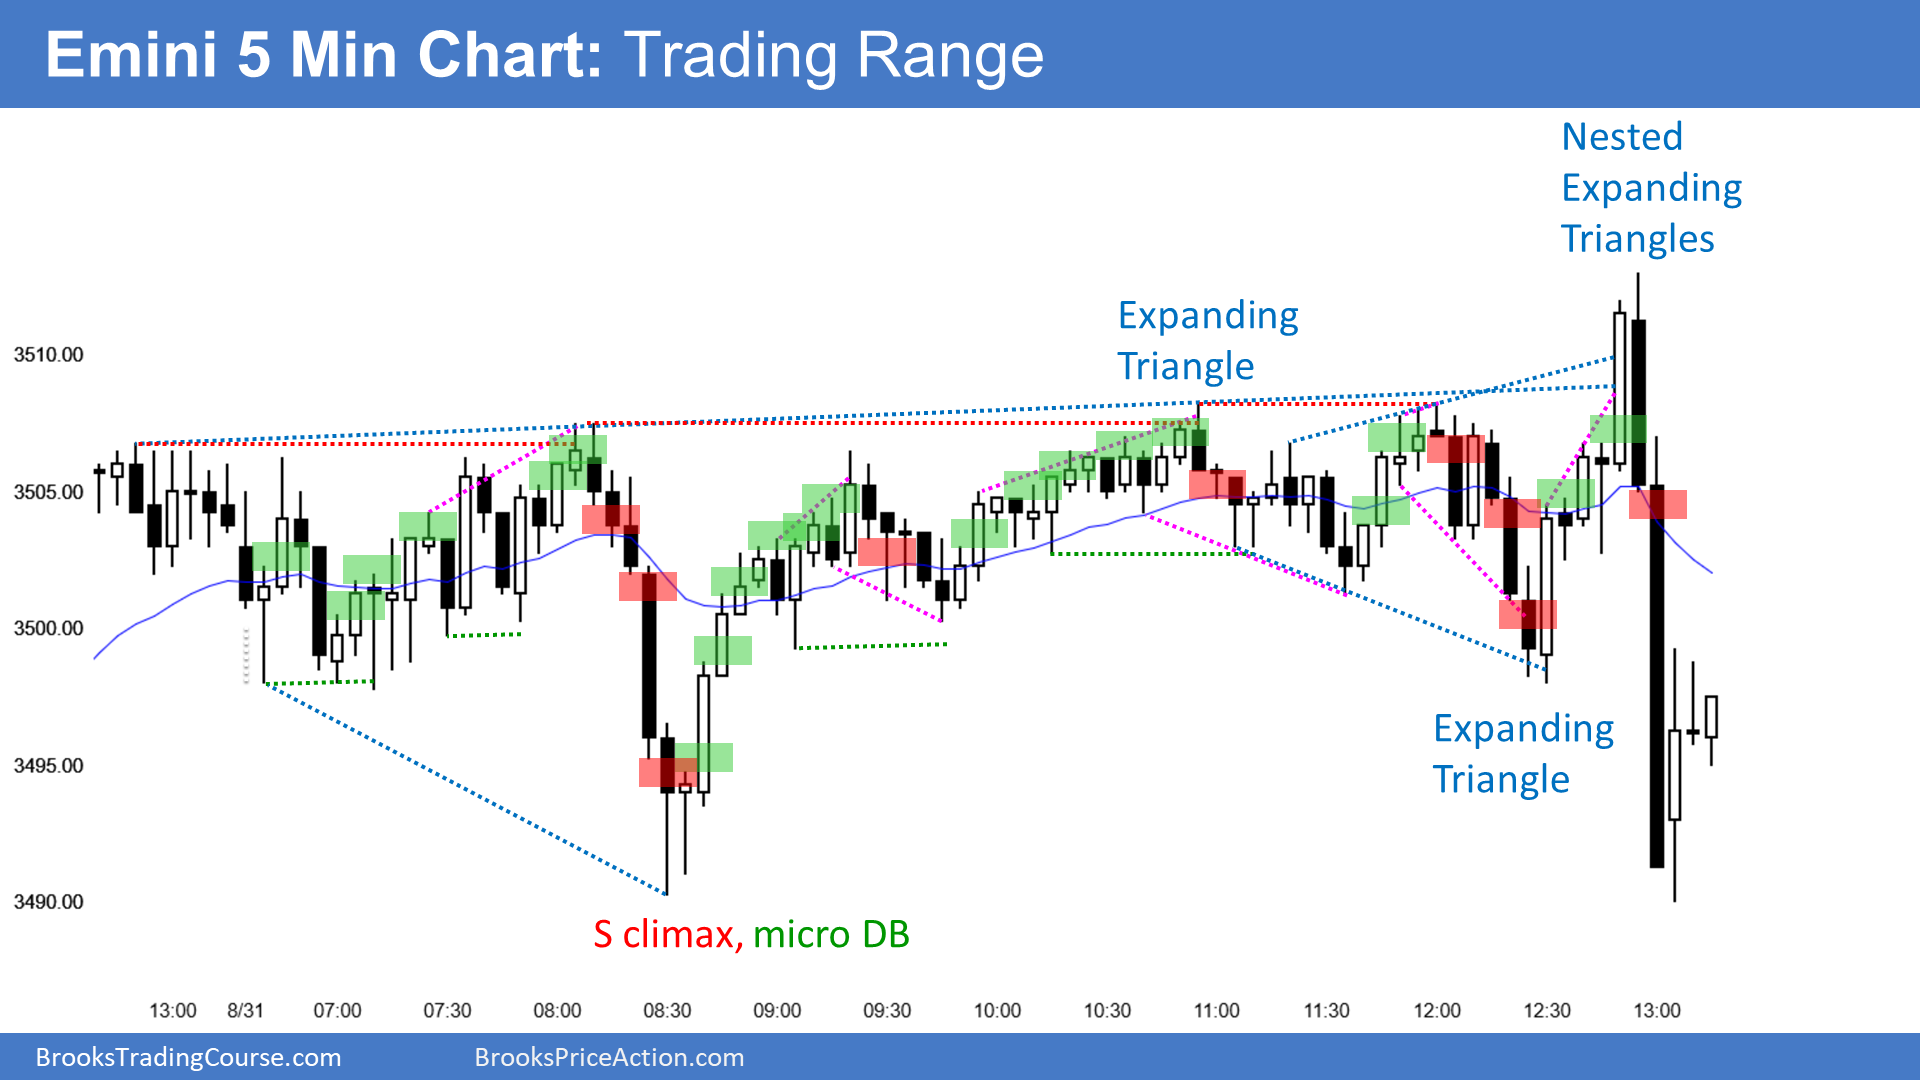 Emini 5 Min Chart: Trading Range
Nested
Expanding
Triangles
Expanding
Triangle
3510.00
3505.00
3500.00
3495.00
3490.00
Expanding
Triangle
S climax, micro DB
13:00 8/31 07:00 07:30 08:00 08:30 09:00 09:30 10:00 10:30 11:00 11:30 12:00 12:30 13:00
BrooksTradingCourse.com BrooksPriceAction.com